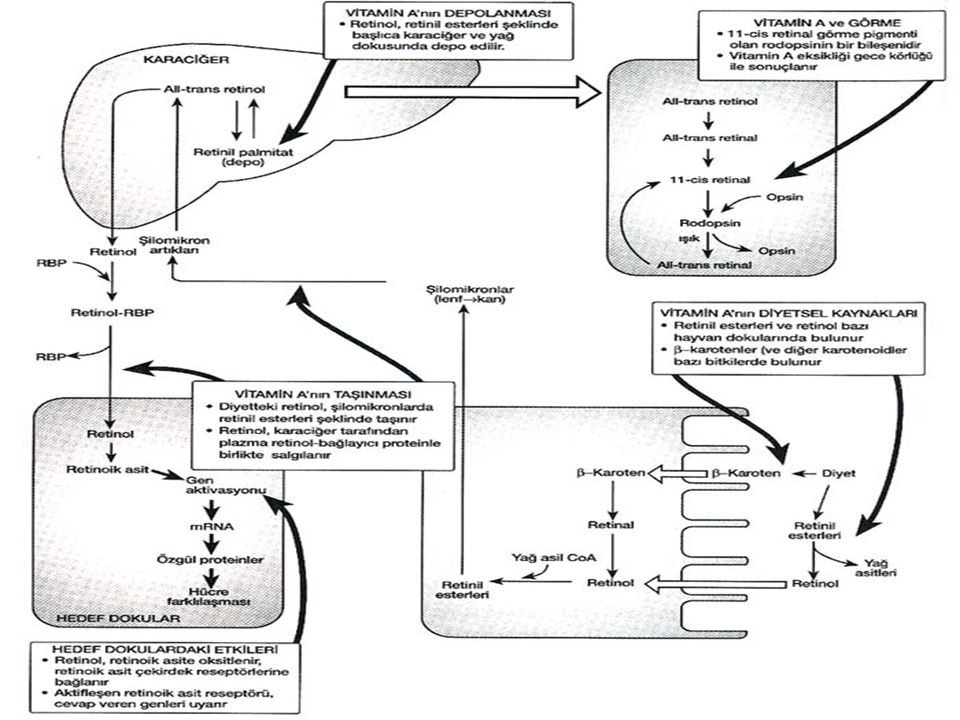 VİTAMİN A'nın DEPOLANMASI
• Retinol, retinil esterleri şeklinde
başlıca karaciğer ve yağ
dokusunda depo edilir.
VİTAMİN A ve GÖRME
• 11-cis retinal görme pigmenti
olan rodopsinin bir bileşenidir
• Vitamin A eksikliği gece körlüğü
ile sonuçlanır
KARACİĞER
All-trans retinol
Retinil palmitat
(depo)
All-trans retinol
All-trans retinal
11-cis retinal
Opsin
Rodopsin
ışık
Opsin
All-trans retinal
Retinol
Şilomikron
artıkları
RBP
Retinol-RBP
RBP
Şilomikronlar
(lenf→kan)
VİTAMİN A'nın DİYETSEL KAYNAKLARI
• Retinil esterleri ve retinol bazı
hayvan dokularında bulunur
• β–karotenler (ve diğer karotenoidler
bazı bitkilerde bulunur
VİTAMİN A'nın TAŞINMASI
• Diyetteki retinol, şilomikronlarda
retinil esterleri şeklinde taşınır
• Retinol, karaciğer tarafından
plazma retinol-bağlayıcı proteinle
birlikte salgılanır
Retinol
Retinoik asit
Gen
aktivasyonu
mRNA
Özgül proteinler
Hücre
farklılaşması
HEDEF DOKULAR
β–Karoten
β–Karoten
Diyet
Retinal
Retinil
esterleri
Yağ asil CoA
Yağ
asitleri
Retinil
esterleri
Retinol
Retinol
HEDEF DOKULARDAKİ ETKİLERİ
• Retinol, retinoik asite oksitlenir,
retinoik asit çekirdek reseptörlerine
bağlanır
• Aktifleşen retinoik asit reseptörü,
cevap veren genleri uyarır